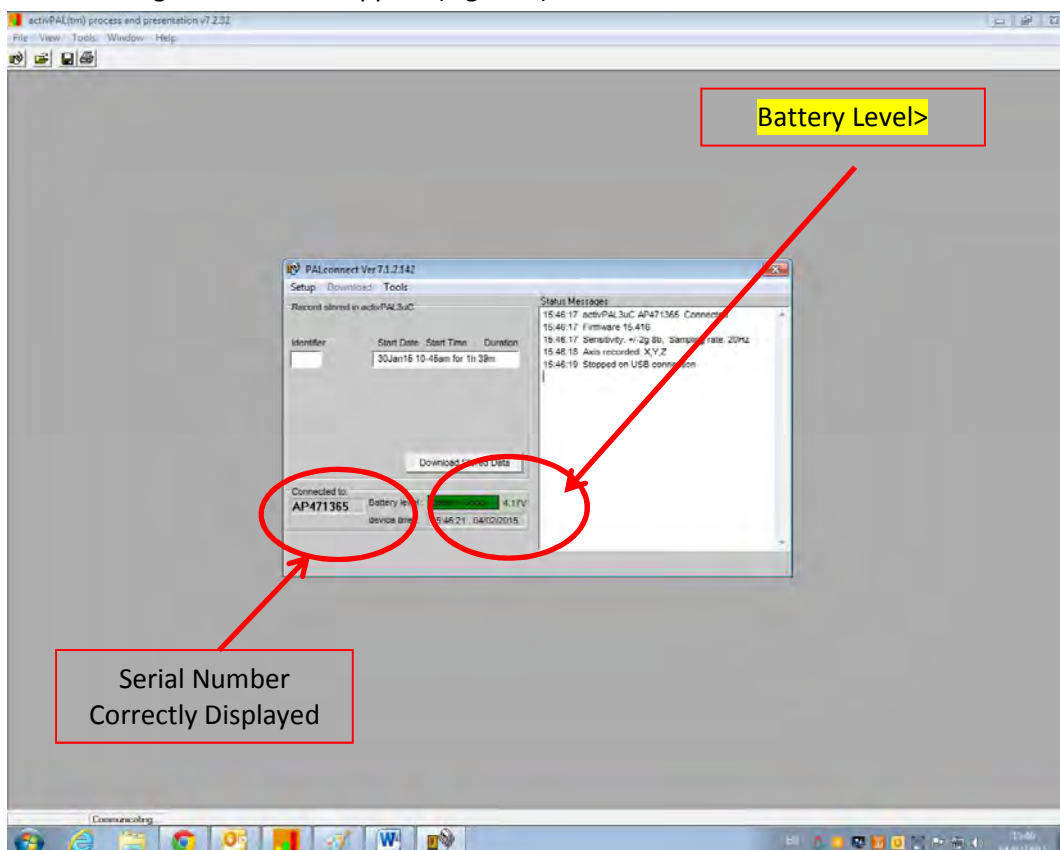 activPAL(tm) process and presentation v7.2.32
File View Tools Window Help
Battery Level>
PALconnect Ver 7.1.2.142
Setup Download Tools
Record stored in activPAL3uC
Identifier Start Date Start Time Duration
30Jan15 10-45am for 1h 39m
Download Data
Status Messages
15:46:17 activPAL3uC AP471365 Connected
15:46:17 Firmware 15.416
15:46:17 Sensitivity: +/-2g 8b, Sampling rate: 20Hz
15:46:18 Axis recorded: X,Y,Z
15:46:19 Stopped on USB connection
Connected to:
AP471365
Battery level: 4.17V
device time: 15:46:21 04/02/2015
Serial Number
Correctly Displayed
Communicating...